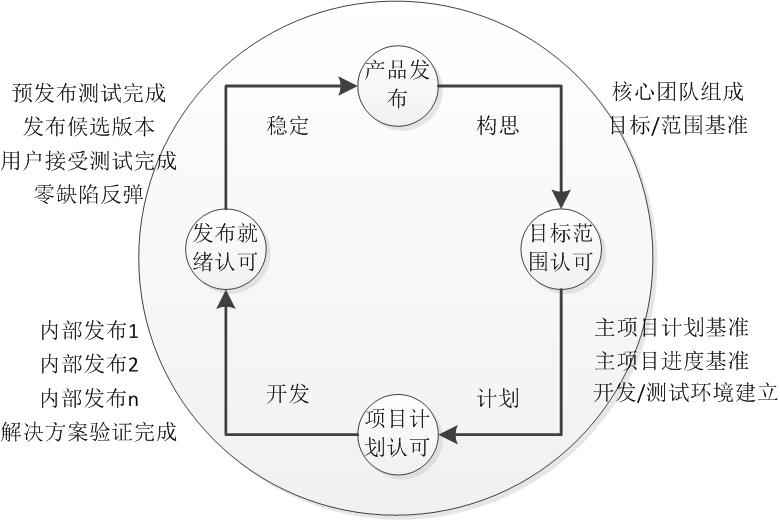 产品发
布
预发布测试完成
发布候选版本
用户接受测试完成
零缺陷反弹
稳定
构思
核心团队组成
目标/范围基准
发布就
绪认可
目标范
围认可
内部发布1
内部发布2
内部发布n
解决方案验证完成
开发
计划
主项目计划基准
主项目进度基准
开发/测试环境建立
项目计
划认可